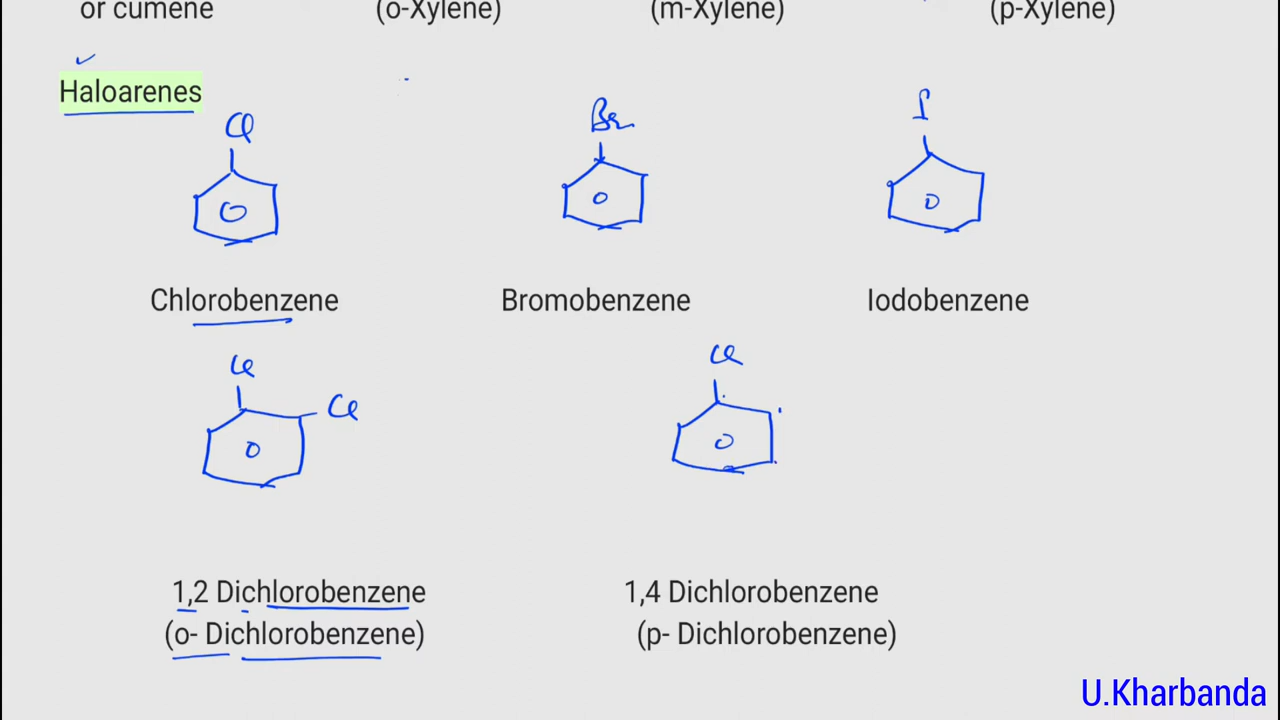 or cumene (o-Xylene) (m-Xylene) (p-Xylene)
Haloarenes
Cl Br I
Chlorobenzene Bromobenzene Iodobenzene
Cl Cl Cl
1,2 Dichlorobenzene 1,4 Dichlorobenzene
(o- Dichlorobenzene) (p- Dichlorobenzene)
U.Kharbanda